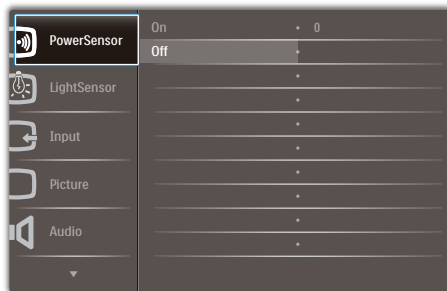 PowerSensor
On 0
Off
LightSensor
Input
Picture
Audio